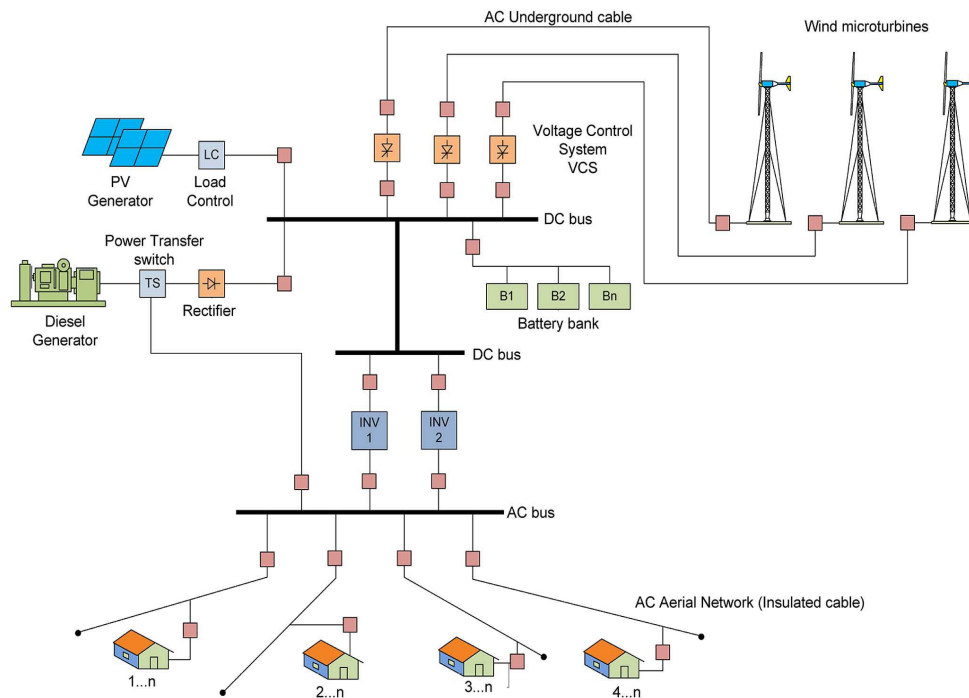 AC Underground cable
Wind microturbines
Voltage Control
System
VCS
LC
PV
Generator
Load
Control
DC bus
Power Transfer
switch
TS
Rectifier
Diesel
Generator
B1
B2
Bn
Battery bank
DC bus
INV
1
INV
2
AC bus
AC Aerial Network (Insulated cable)
1...n
2...n
3...n
4...n